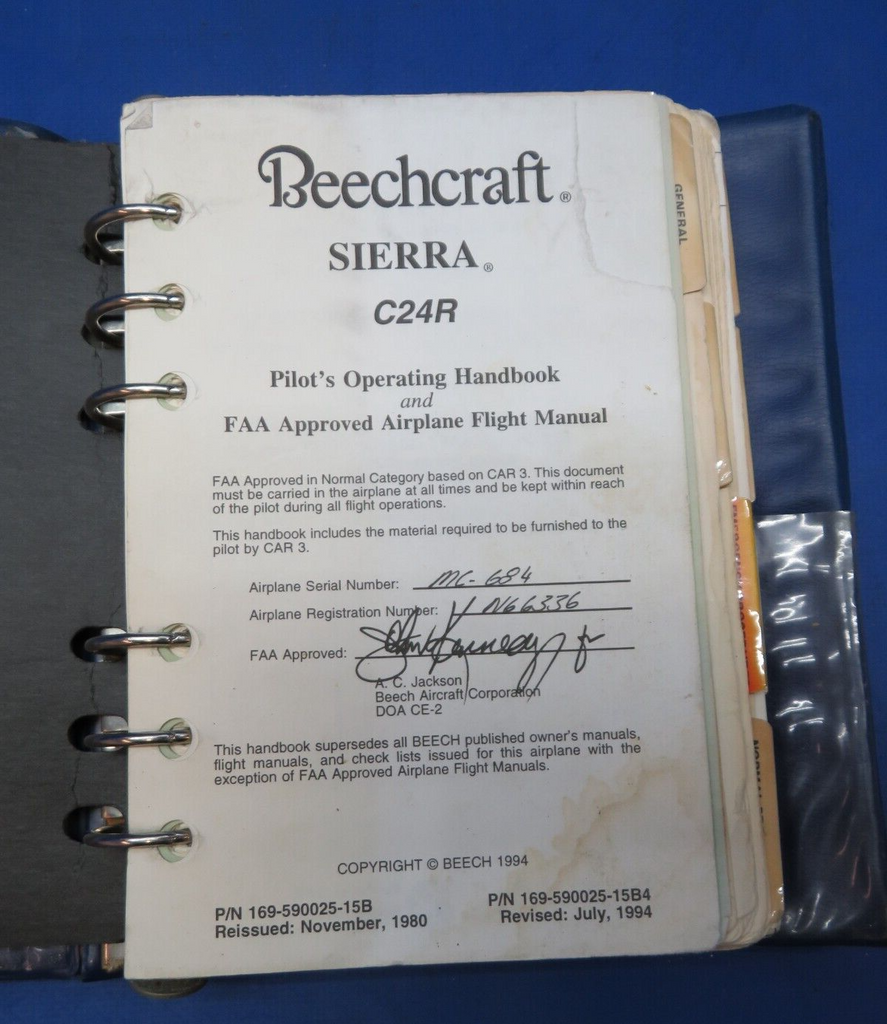 Beechcraft®
SIERRA®
C24R
Pilot's Operating Handbook
and
FAA Approved Airplane Flight Manual
FAA Approved in Normal Category based on CAR 3. This document
must be carried in the airplane at all times and be kept within reach
of the pilot during all flight operations.
This handbook includes the material required to be furnished to the
pilot by CAR 3.
Airplane Serial Number: MC-684
Airplane Registration Number: N66336
FAA Approved:
A. C. Jackson
Beech Aircraft Corporation
DOA CE-2
This handbook supersedes all BEECH published owner's manuals,
flight manuals, and check lists issued for this airplane with the
exception of FAA Approved Airplane Flight Manuals.
COPYRIGHT © BEECH 1994
P/N 169-590025-15B
Reissued: November, 1980
P/N 169-590025-15B4
Revised: July, 1994
GENERAL